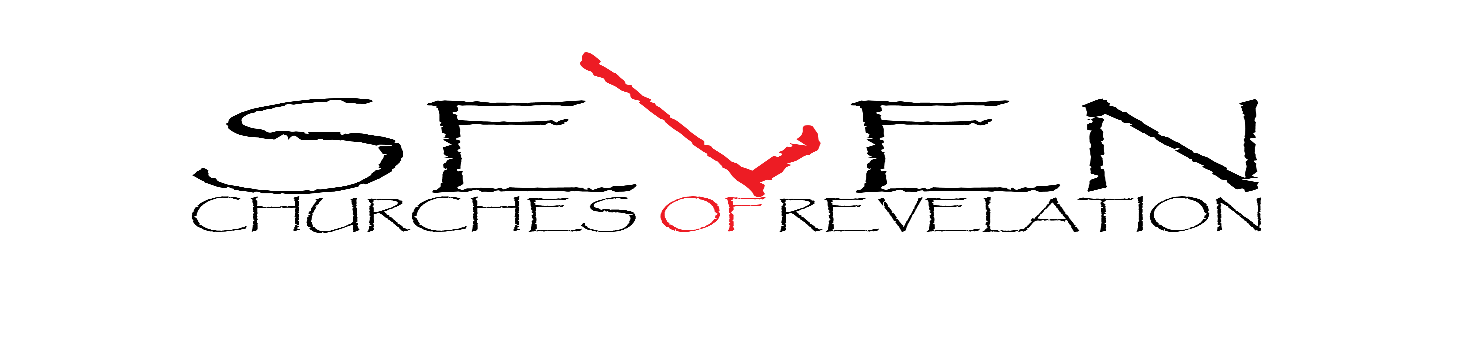 SEVEN
CHURCHES OF REVELATION